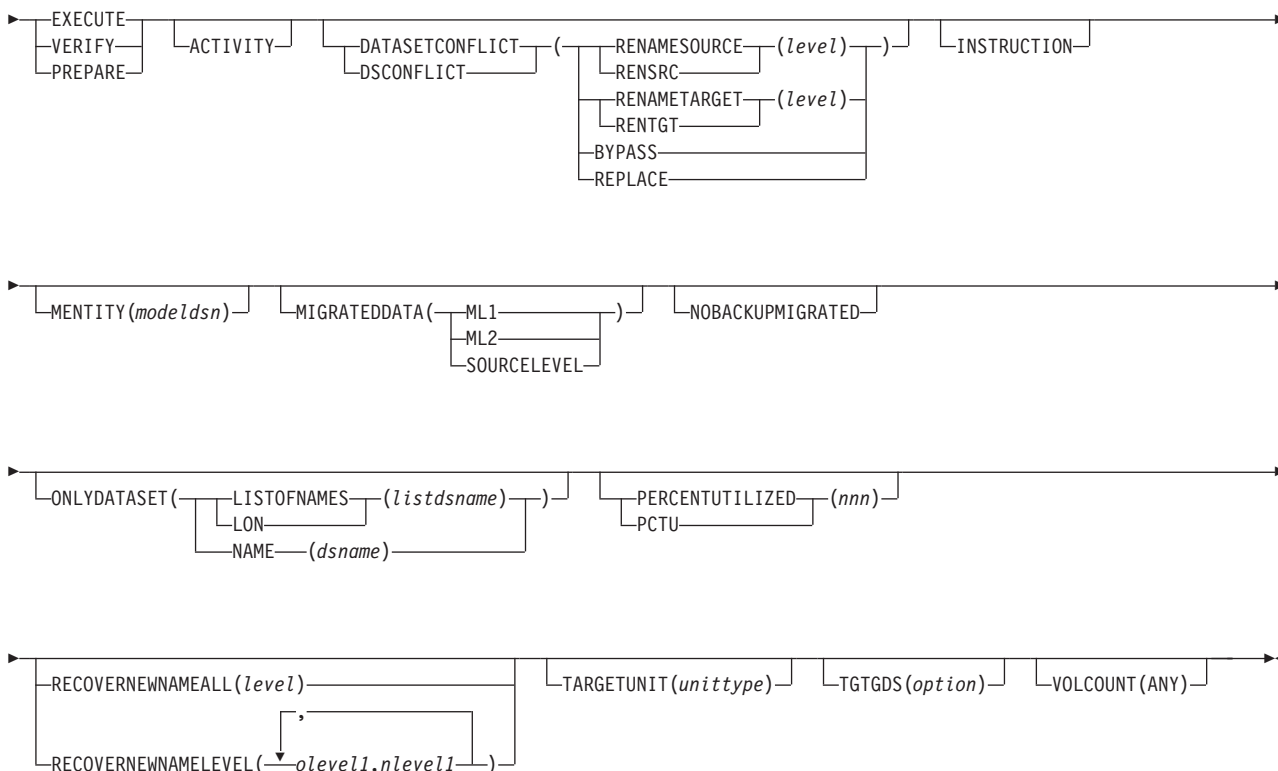 EXECUTE
VERIFY
PREPARE
ACTIVITY
DATASETCONFLICT
DSCONFLICT
(
RENAMESOURCE (level)
RENSRC
RENAMETARGET (level)
RENTGT
BYPASS
REPLACE
)
INSTRUCTION
MENTITY(modeldsn)
MIGRATEDDATA(
ML1
ML2
SOURCELEVEL
)
NOBACKUPMIGRATED
ONLYDATASET(
LISTOFNAMES (listdsname)
LON
NAME (dsname)
)
PERCENTUTILIZED (nnn)
PCTU
RECOVERNEWNAMEALL(level)
,
RECOVERNEWNAMELEVEL( olevel1,nlevel1 )
TARGETUNIT(unittype)
TGTGDS(option)
VOLCOUNT(ANY)